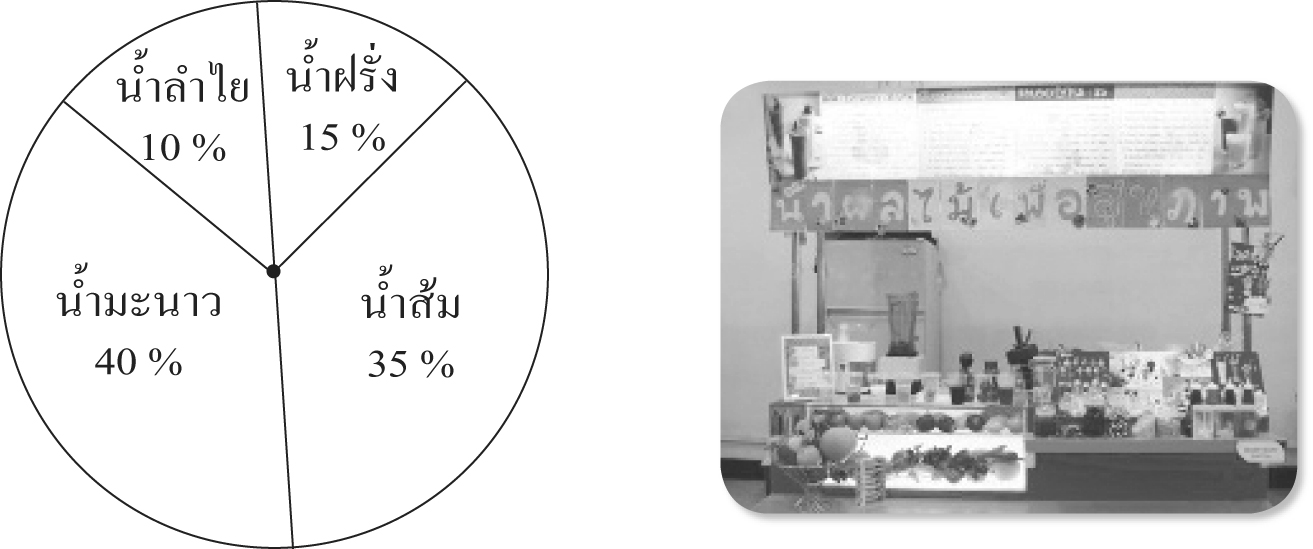 น้ำลำไย
10 %
น้ำฝรั่ง
15 %
น้ำมะนาว
40 %
น้ำส้ม
35 %
น้ำผลไม้เพื่อสุขภาพ